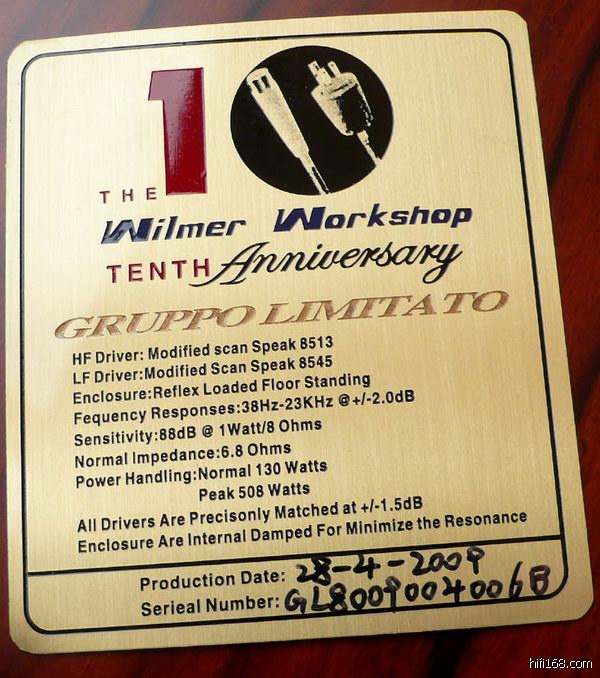 THE 10
Wilmer Workshop
TENTH Anniversary
GRUPPO LIMITATO
HF Driver: Modified scan Speak 8513
LF Driver:Modified Scan Speak 8545
Enclosure:Reflex Loaded Floor Standing
Fequency Responses:38Hz-23KHz @+/-2.0dB
Sensitivity:88dB @ 1Watt/8 Ohms
Normal Impedance:6.8 Ohms
Power Handling:Normal 130 Watts
Peak 508 Watts
All Drivers Are Precisonly Matched at +/-1.5dB
Enclosure Are Internal Damped For Minimize the Resonance
Production Date: 28-4-2009
Serieal Number: GL8009004006B
hifi168.com